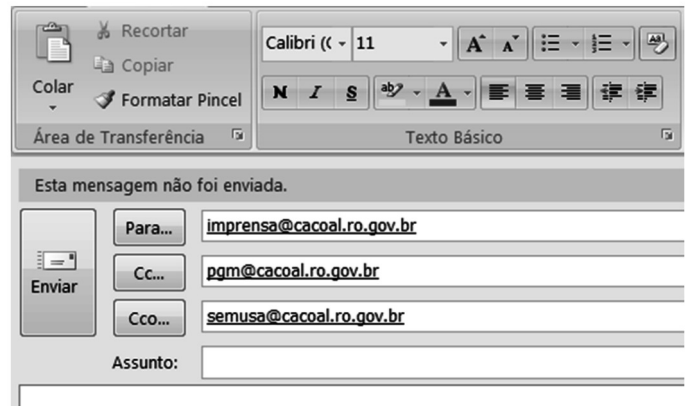 Recortar
Copiar
Colar
Formatar Pincel
Área de Transferência
Calibri (( 11 A A
N I S ab A
Texto Básico
Esta mensagem não foi enviada.
Enviar
Para... imprensa@cacoal.ro.gov.br
Cc... pgm@cacoal.ro.gov.br
Cco... semusa@cacoal.ro.gov.br
Assunto: